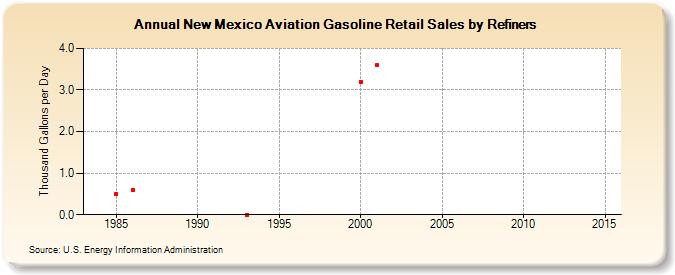 Annual New Mexico Aviation Gasoline Retail Sales by Refiners
Thousand Gallons per Day
4.0
3.0
2.0
1.0
0.0
1985 1990 1995 2000 2005 2010 2015
Source: U.S. Energy Information Administration